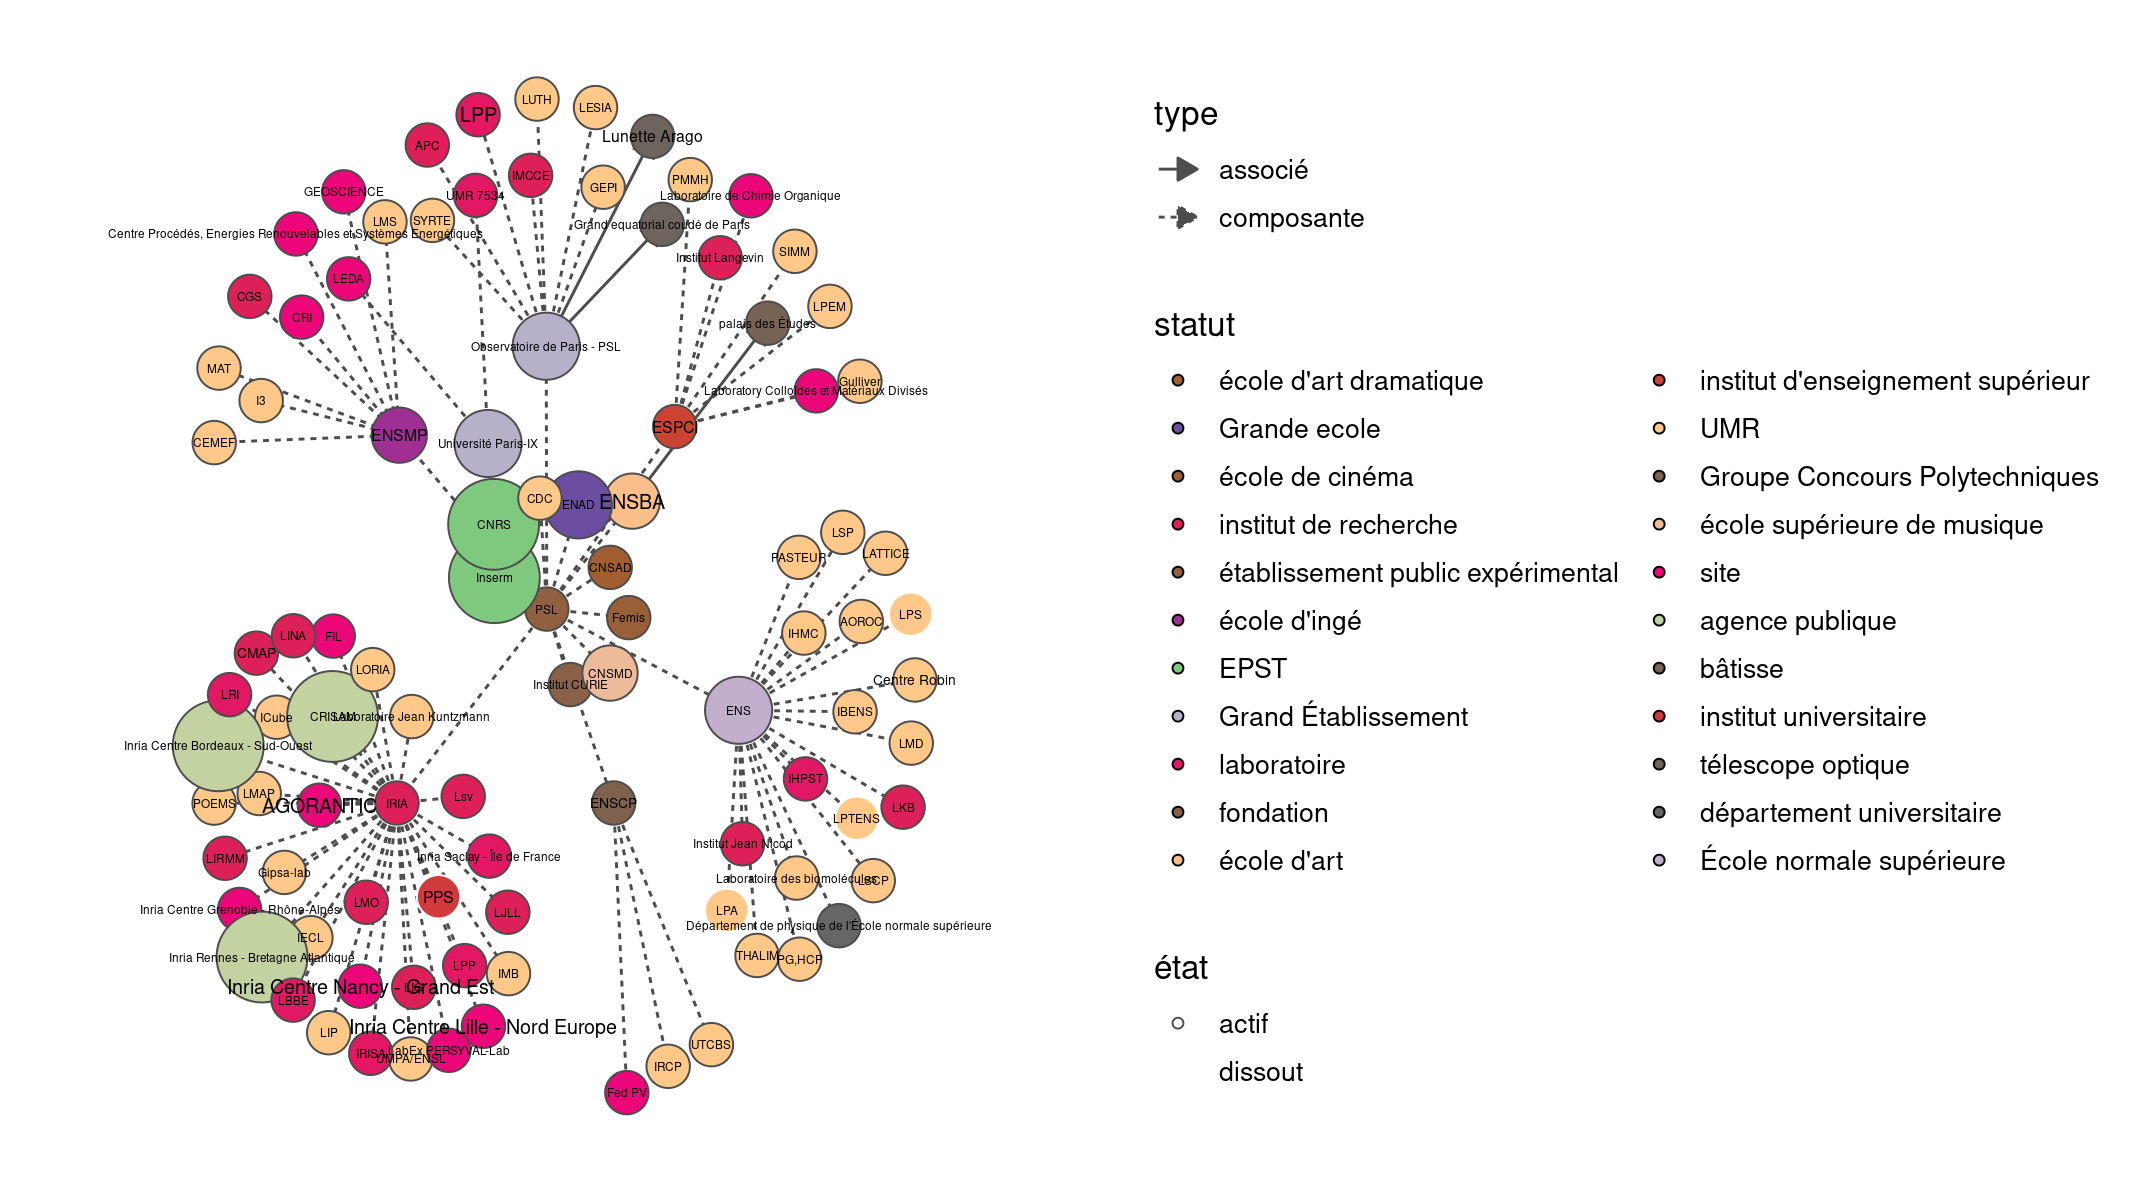 LUTH
LESIA
LPP
Lunette Arago
APC
IMCCE
PMMH
GEPI
GEOSCIENCE
UMR 7534
Laboratoire de Chimie Organique
LMS
SYRTE
Grand equatorial coudé de Paris
Centre Procédés, Energies Renouvelables et Systèmes Energétiques
SIMM
Institut Langevin
LEDA
CGS
LPEM
CRI
palais des Études
Observatoire de Paris - PSL
MAT
Gulliver
Laboratory Colloïdes et Matériaux Divisés
I3
ESPCI
ENSMP
CEMEF
Université Paris-IX
CDC
ENAD
ENSBA
CNRS
LSP
LATTICE
PASTEUR
CNSAD
Inserm
PSL
Femis
LPS
AOROC
IHMC
LINA
FIL
CMAP
LORIA
CNSMD
Institut CURIE
Centre Robin
LRI
ENS
IBENS
ICube
CRISAM
Laboratoire Jean Kuntzmann
LMD
Inria Centre Bordeaux - Sud-Ouest
IHPST
LMAP
Lsv
POEMS
AGORANTIC
IRIA
ENSCP
LKB
LPTENS
Institut Jean Nicod
LIRMM
Inria Saclay - Île de France
Gipsa-lab
Laboratoire des biomolécules
LSCP
PPS
LMO
Inria Centre Grenoble - Rhône-Alpes
LJLL
LPA
Département de physique de l'École normale supérieure
IECL
THALIM
PG,HCP
Inria Rennes - Bretagne Atlantique
LPP
IMB
Inria Centre Nancy - Grand Est
LBBE
Inria Centre Lille - Nord Europe
LIP
UTCBS
IRISA
LabEx PERSYVAL-Lab
UMPA/ENSL
IRCP
Fed PV
type
associé
composante
statut
école d'art dramatique
Grande ecole
école de cinéma
institut de recherche
établissement public expérimental
école d'ingé
EPST
Grand Établissement
laboratoire
fondation
école d'art
institut d'enseignement supérieur
UMR
Groupe Concours Polytechniques
école supérieure de musique
site
agence publique
bâtisse
institut universitaire
télescope optique
département universitaire
École normale supérieure
état
actif
dissout